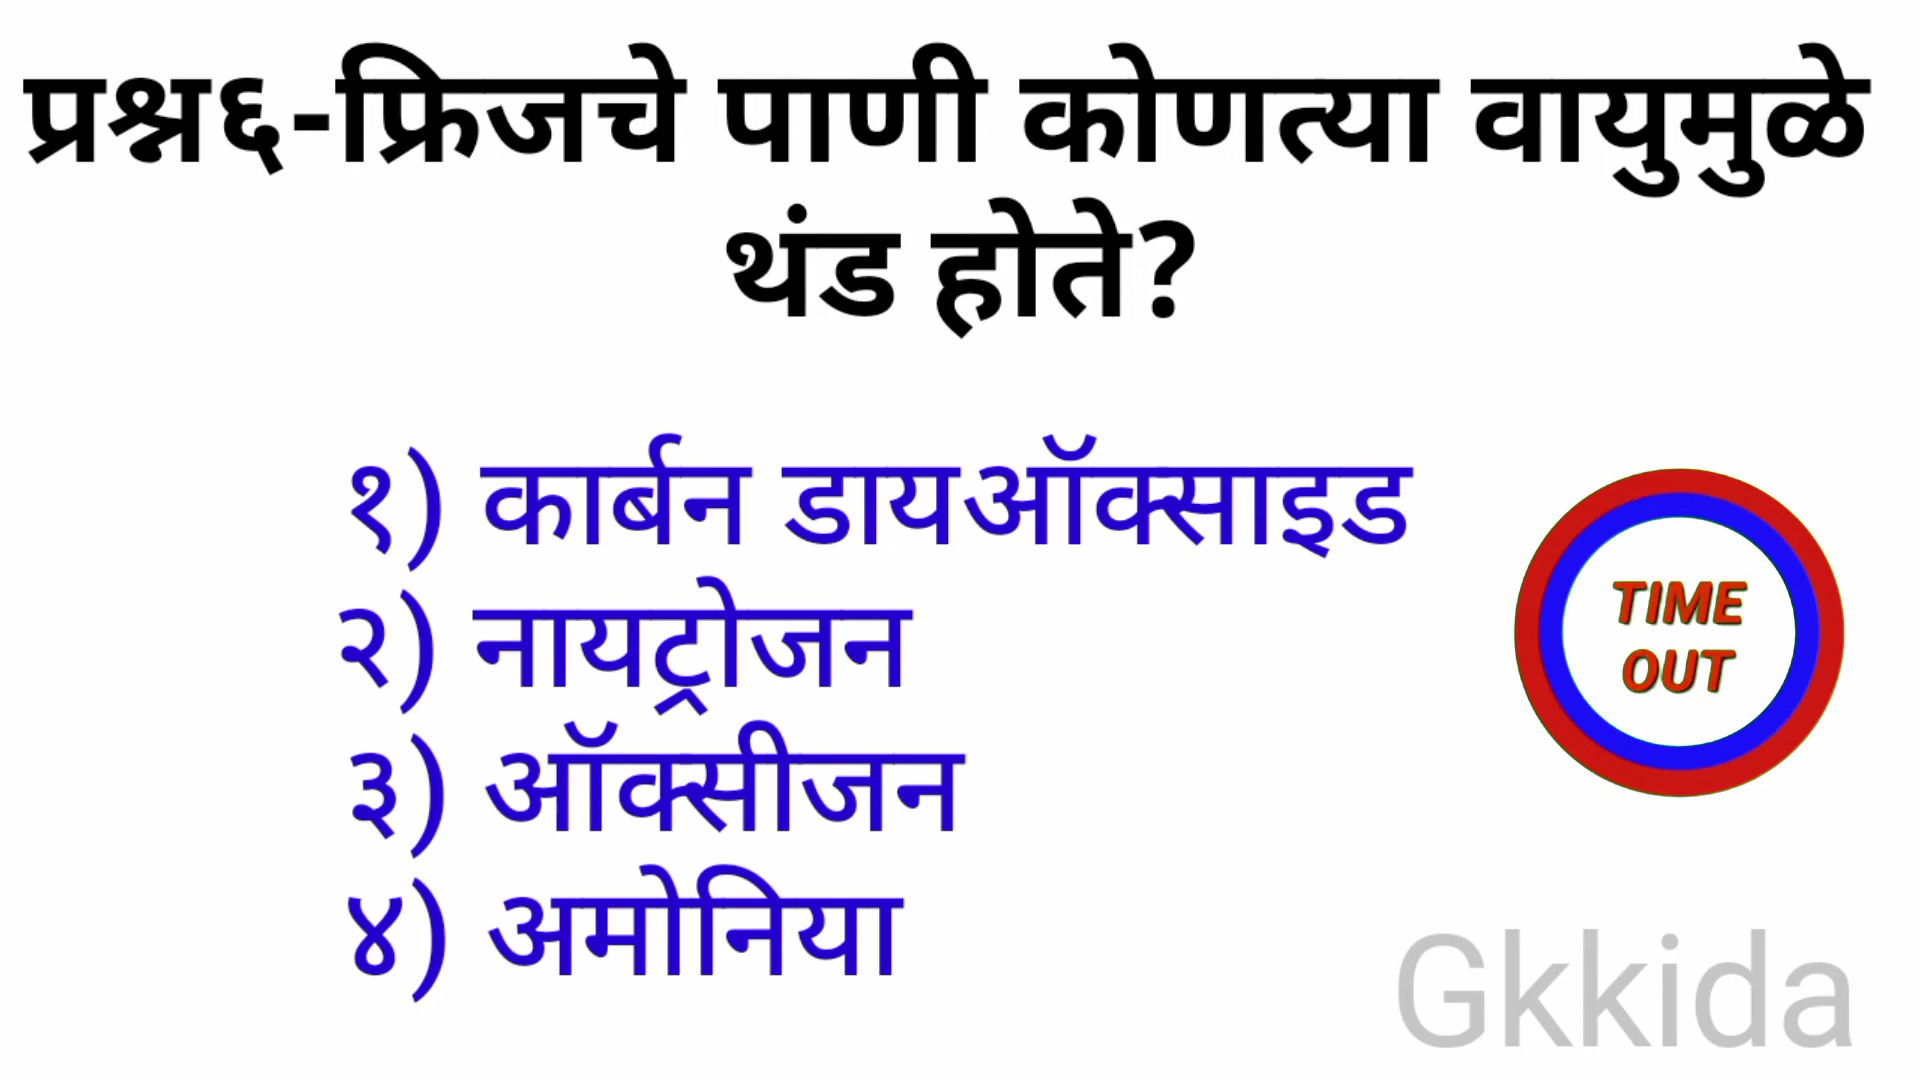 प्रश्न६-फ्रिजचे पाणी कोणत्या वायुमुळे
थंड होते?
१) कार्बन डायऑक्साइड
२) नायट्रोजन
३) ऑक्सीजन
४) अमोनिया
TIME
OUT
Gkkida